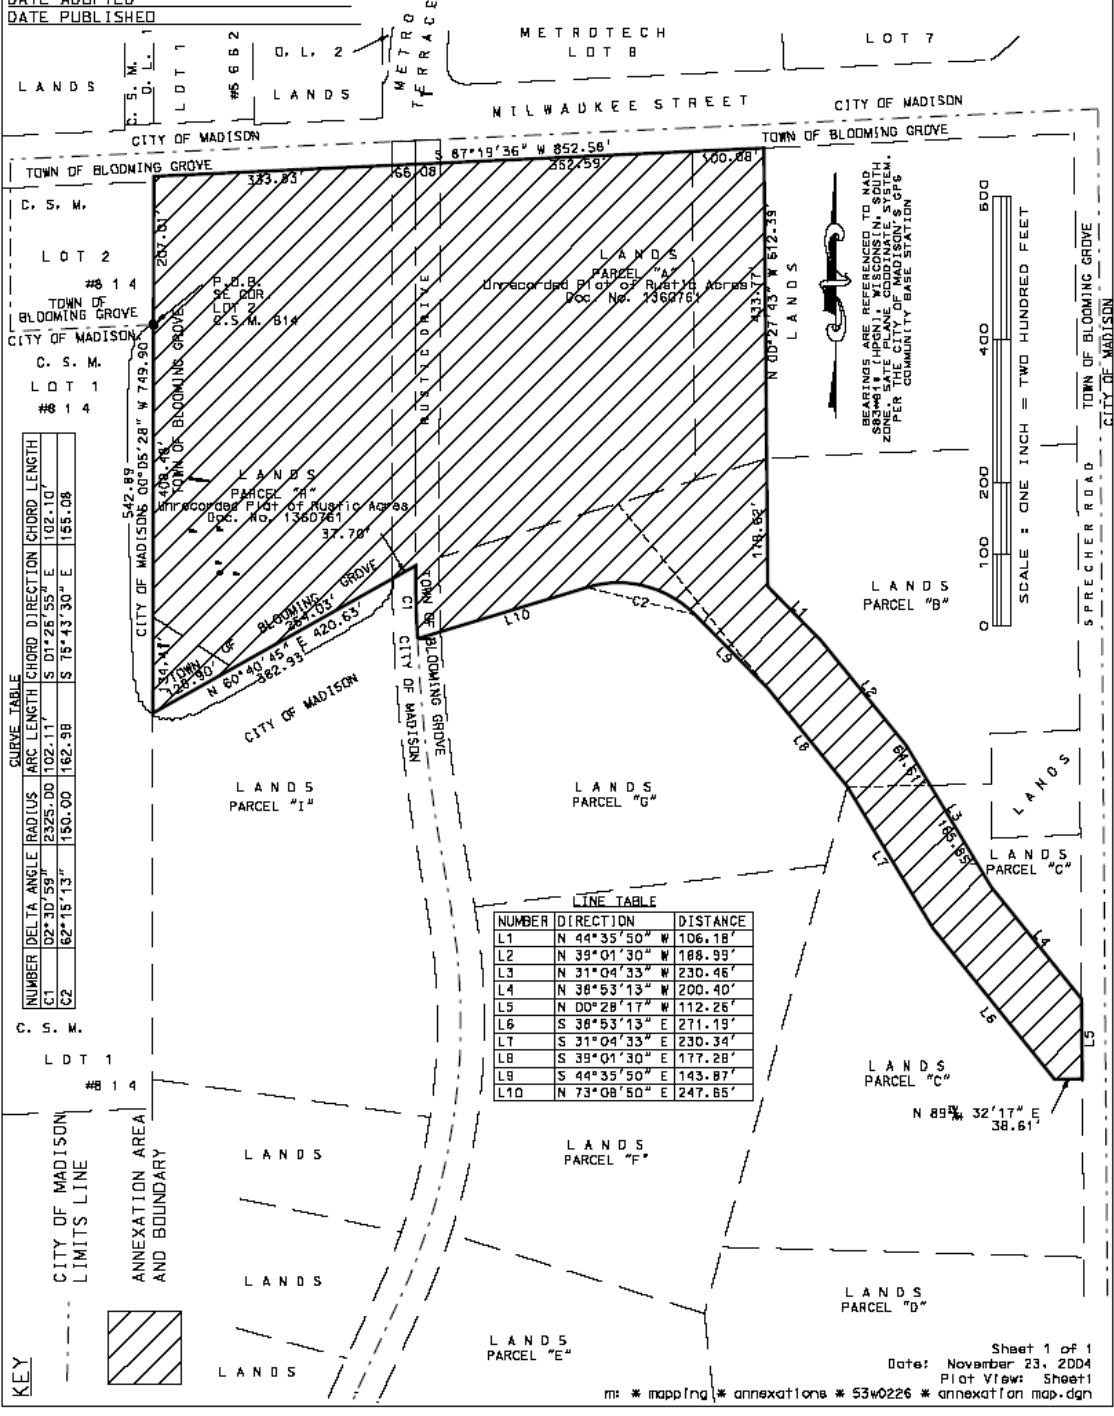 DATE PUBLISHED
METRO TERRACE
METROTECH
LOT 8
LOT 7
LANDS
C. S. M.
O. L. 1
LOT 1
#5662
O. L. 2
LANDS
MILWAUKEE STREET
CITY OF MADISON
CITY OF MADISON
TOWN OF BLOOMING GROVE
TOWN OF BLOOMING GROVE
S 87°19'36" W 852.58'
333.83'
66.08
352.59'
100.08'
C. S. M.
LOT 2
#814
TOWN OF
BLOOMING GROVE
CITY OF MADISON
C. S. M.
LOT 1
#814
207.01'
P.O.B.
SE COR.
LOT 2
C.S.M. 814
RUSTIC DRIVE
LANDS
PARCEL "A"
Unrecorded Plat of Rustic Acres
Doc. No. 1360761
433.77'
N 00°27'43" W 612.39'
LANDS
BEARINGS ARE REFERENCED TO NAD
ZONE, SATE PLANE COORDINATE SYSTEM.
PER THE CITY OF MADISON'S GPS
COMMUNITY BASE STATION
600
400
200
100
0
SCALE : ONE INCH = TWO HUNDRED FEET
SPRECHER ROAD
TOWN OF BLOOMING GROVE
CITY OF MADISON
542.89
CITY OF MADISON S 00°05'28" W 749.90'
408.48'
TOWN OF BLOOMING GROVE
134.41'
LANDS
PARCEL "H"
Unrecorded Plat of Rustic Acres
Doc. No. 1360761
37.70'
TOWN OF BLOOMING GROVE
128.90'
254.03'
N 60°40'45" E 420.63'
382.93'
CITY OF MADISON
TOWN OF BLOOMING GROVE
CITY OF MADISON
L10
C2
L9
L8
L7
L6
L1
L2
L3
L4
L5
64.61'
165.85'
LANDS
PARCEL "B"
LANDS
LANDS
PARCEL "C"
LANDS
PARCEL "I"
LANDS
PARCEL "G"
CURVE TABLE
NUMBER DELTA ANGLE RADIUS ARC LENGTH CHORD DIRECTION CHORD LENGTH
C1 02°30'59" 2325.00 102.11' S 01°26'55" E 102.10'
C2 62°15'13" 150.00 162.98 S 75°43'30" E 155.08
LINE TABLE
NUMBER DIRECTION DISTANCE
L1 N 44°35'50" W 106.18'
L2 N 39°01'30" W 188.99'
L3 N 31°04'33" W 230.46'
L4 N 38°53'13" W 200.40'
L5 N 00°28'17" W 112.26'
L6 S 38°53'13" E 271.19'
L7 S 31°04'33" E 230.34'
L8 S 39°01'30" E 177.28'
L9 S 44°35'50" E 143.87'
L10 N 73°08'50" E 247.65'
C. S. M.
LOT 1
#814
LANDS
PARCEL "C"
32'17" E
38.61'
LANDS
PARCEL "F"
LANDS
LANDS
LANDS
LANDS
PARCEL "D"
LANDS
PARCEL "E"
KEY
CITY OF MADISON
LIMITS LINE
ANNEXATION AREA
AND BOUNDARY
Sheet 1 of 1
Date: November 23, 2004
Plot View: Sheet1
m: * mapping * annexations * 53w0226 * annexation map.dgn